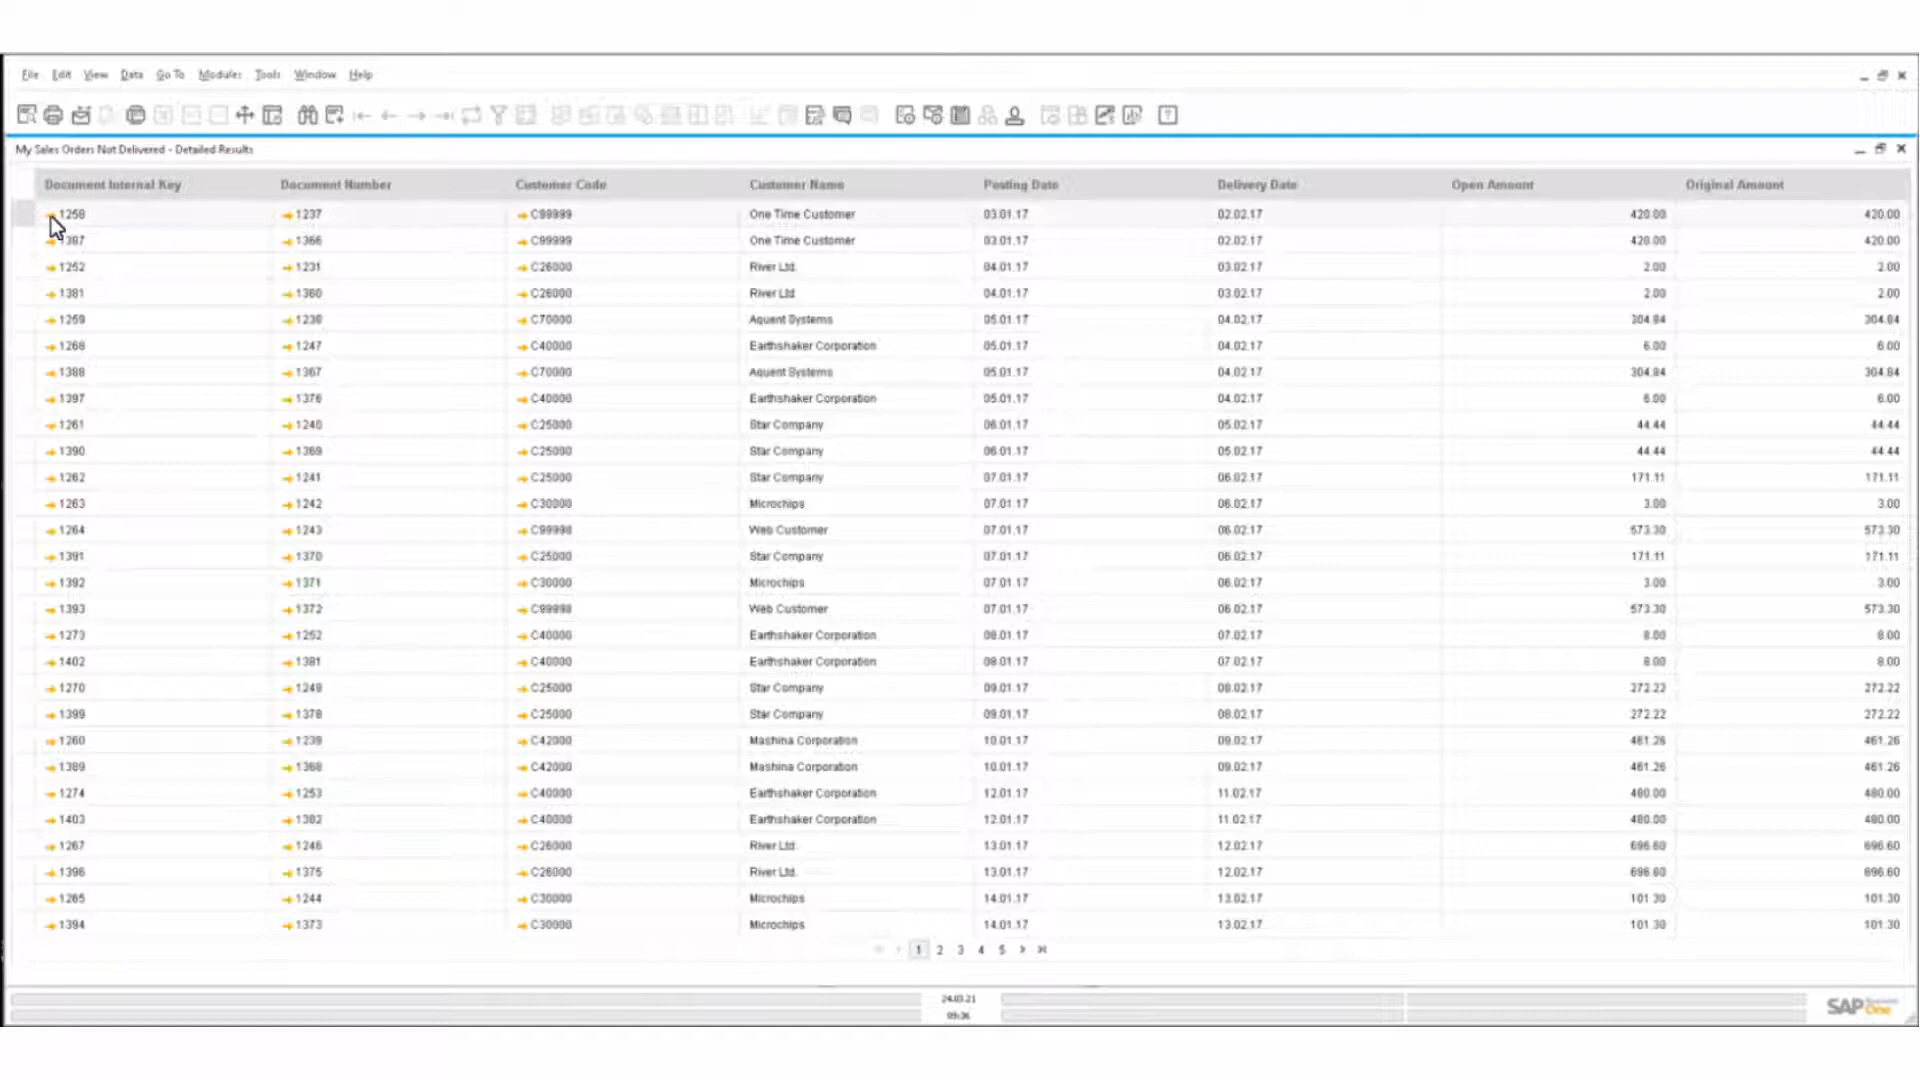 File Edit View Data Go To Modules Tools Window Help
My Sales Orders Not Delivered - Detailed Results
Document Internal Key Document Number Customer Code Customer Name Posting Date Delivery Date Open Amount Original Amount
1258 1237 C99999 One Time Customer 03.01.17 02.02.17 420.00 420.00
1387 1366 C99999 One Time Customer 03.01.17 02.02.17 420.00 420.00
1252 1231 C26000 River Ltd. 04.01.17 03.02.17 2.00 2.00
1381 1360 C26000 River Ltd. 04.01.17 03.02.17 2.00 2.00
1259 1238 C70000 Aquent Systems 05.01.17 04.02.17 304.84 304.84
1268 1247 C40000 Earthshaker Corporation 05.01.17 04.02.17 6.00 6.00
1388 1367 C70000 Aquent Systems 05.01.17 04.02.17 304.84 304.84
1397 1376 C40000 Earthshaker Corporation 05.01.17 04.02.17 6.00 6.00
1261 1240 C25000 Star Company 06.01.17 05.02.17 44.44 44.44
1390 1369 C25000 Star Company 06.01.17 05.02.17 44.44 44.44
1262 1241 C25000 Star Company 07.01.17 06.02.17 171.11 171.11
1263 1242 C30000 Microchips 07.01.17 06.02.17 3.00 3.00
1264 1243 C99998 Web Customer 07.01.17 06.02.17 573.30 573.30
1391 1370 C25000 Star Company 07.01.17 06.02.17 171.11 171.11
1392 1371 C30000 Microchips 07.01.17 06.02.17 3.00 3.00
1393 1372 C99998 Web Customer 07.01.17 06.02.17 573.30 573.30
1273 1252 C40000 Earthshaker Corporation 08.01.17 07.02.17 8.00 8.00
1402 1381 C40000 Earthshaker Corporation 08.01.17 07.02.17 8.00 8.00
1270 1249 C25000 Star Company 09.01.17 08.02.17 272.22 272.22
1399 1378 C25000 Star Company 09.01.17 08.02.17 272.22 272.22
1260 1239 C42000 Mashina Corporation 10.01.17 09.02.17 461.26 461.26
1389 1368 C42000 Mashina Corporation 10.01.17 09.02.17 461.26 461.26
1274 1253 C40000 Earthshaker Corporation 12.01.17 11.02.17 480.00 480.00
1403 1382 C40000 Earthshaker Corporation 12.01.17 11.02.17 480.00 480.00
1267 1246 C26000 River Ltd. 13.01.17 12.02.17 696.60 696.60
1396 1375 C26000 River Ltd. 13.01.17 12.02.17 696.60 696.60
1265 1244 C30000 Microchips 14.01.17 13.02.17 101.30 101.30
1394 1373 C30000 Microchips 14.01.17 13.02.17 101.30 101.30
1 2 3 4 5
24.03.21
09:36
SAP Business One